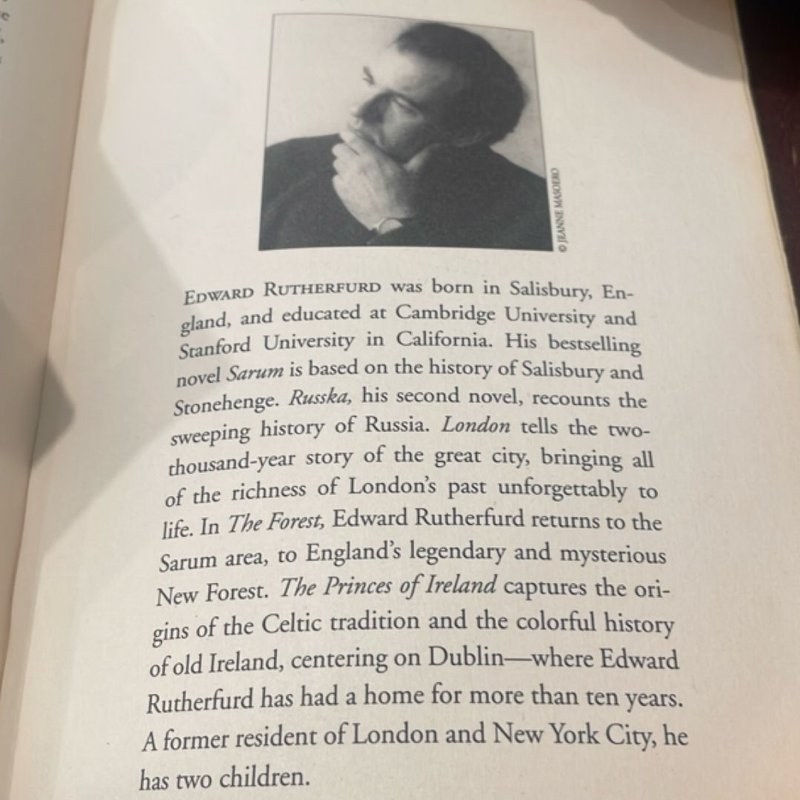 © JEANNE MASOERO
EDWARD RUTHERFURD was born in Salisbury, En-
gland, and educated at Cambridge University and
Stanford University in California. His bestselling
novel Sarum is based on the history of Salisbury and
Stonehenge. Russka, his second novel, recounts the
sweeping history of Russia. London tells the two-
thousand-year story of the great city, bringing all
of the richness of London's past unforgettably to
life. In The Forest, Edward Rutherfurd returns to the
Sarum area, to England's legendary and mysterious
New Forest. The Princes of Ireland captures the ori-
gins of the Celtic tradition and the colorful history
of old Ireland, centering on Dublin—where Edward
Rutherfurd has had a home for more than ten years.
A former resident of London and New York City, he
has two children.